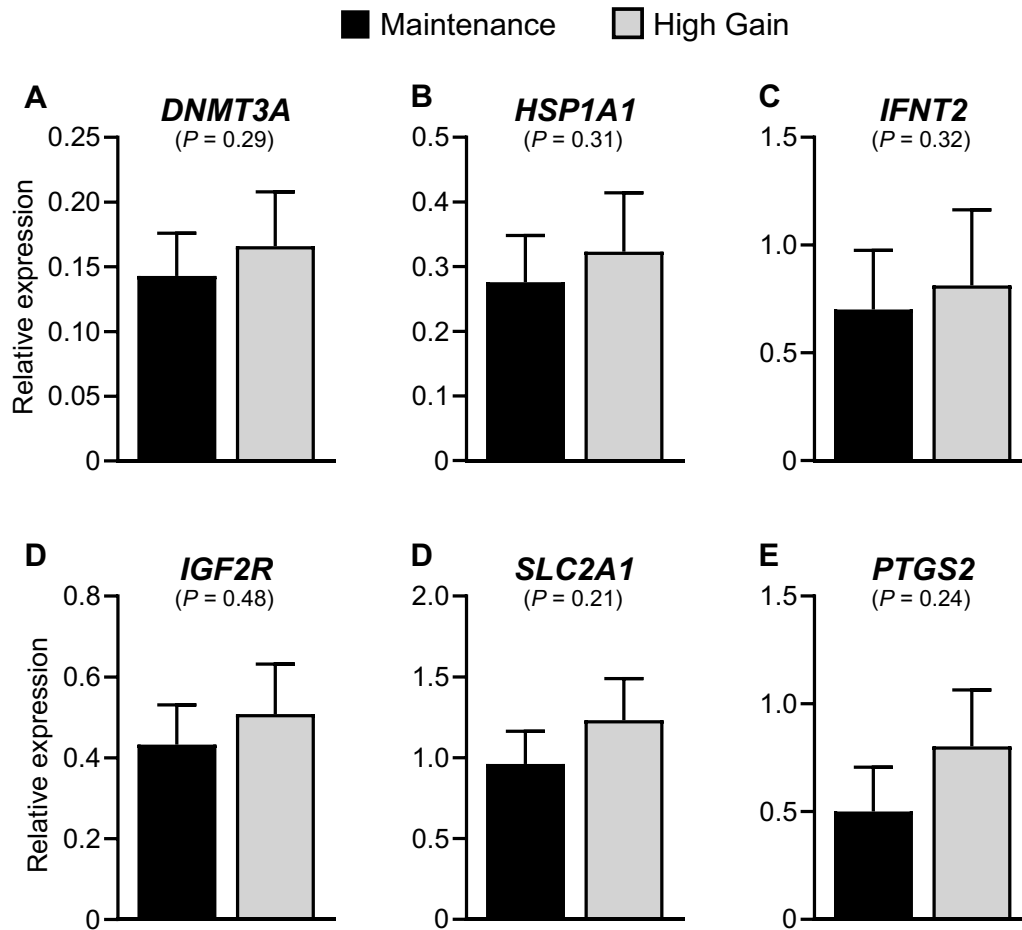 Maintenance High Gain
A DNMT3A
(P = 0.29)
0.25
0.20
0.15
0.10
0.05
0
Relative expression
B HSP1A1
(P = 0.31)
0.5
0.4
0.3
0.2
0.1
0
C IFNT2
(P = 0.32)
1.5
1.0
0.5
0
D IGF2R
(P = 0.48)
0.8
0.6
0.4
0.2
0
Relative expression
D SLC2A1
(P = 0.21)
2.0
1.5
1.0
0.5
0
E PTGS2
(P = 0.24)
1.5
1.0
0.5
0